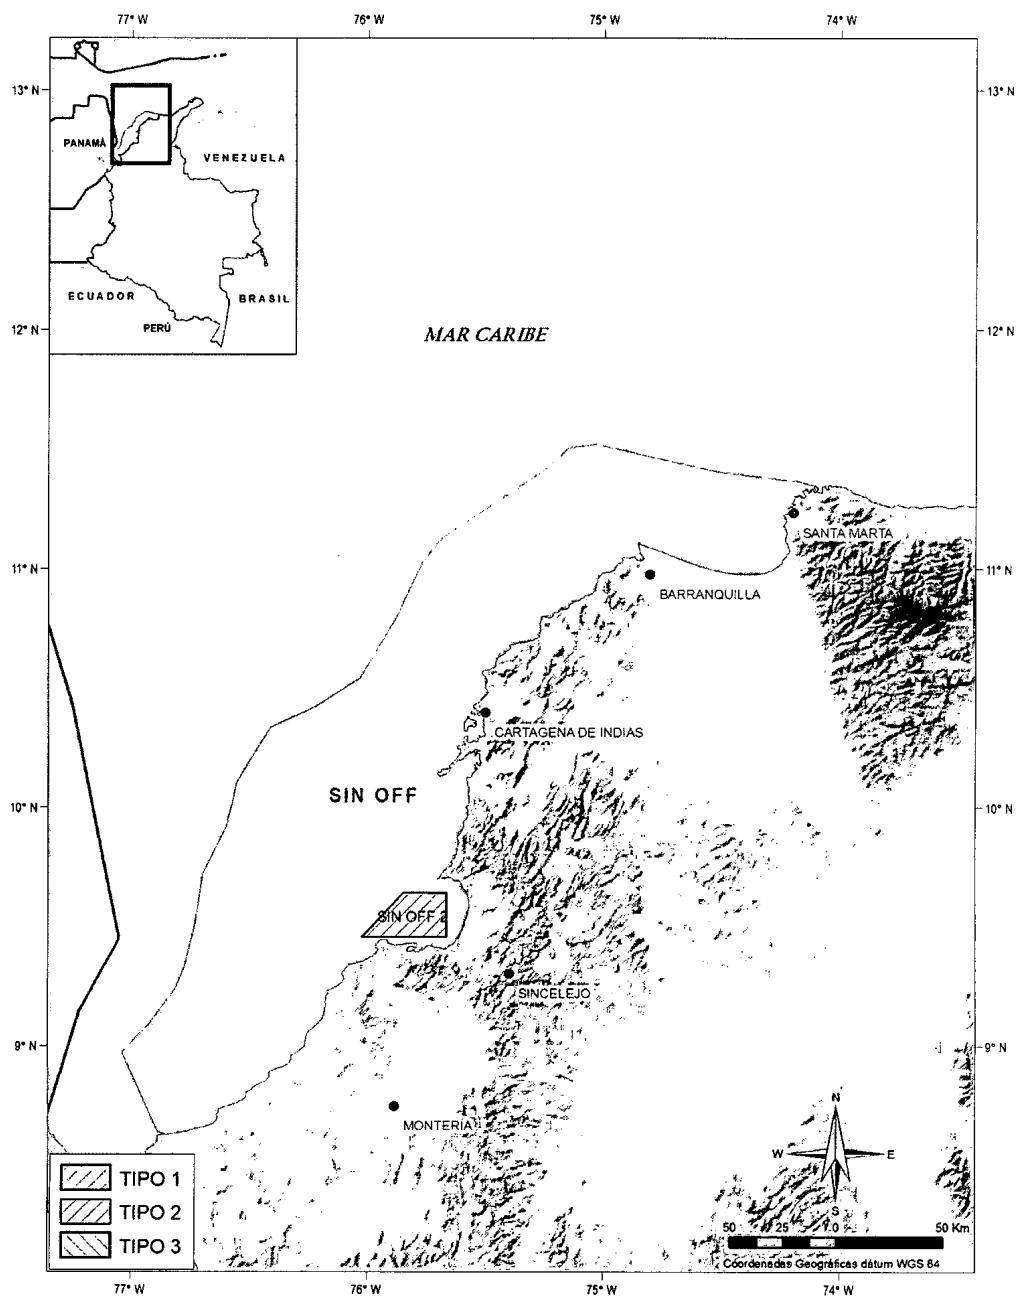 77° W 76° W 75° W 74° W
13° N 13° N
PANAMÁ
VENEZUELA
ECUADOR
BRASIL
PERÚ
12° N 12° N
MAR CARIBE
SANTA MARTA
11° N 11° N
BARRANQUILLA
CARTAGENA DE INDIAS
SIN OFF
10° N 10° N
SIN OFF 2
SINCELEJO
9° N 9° N
MONTERÍA
N
W E
S
TIPO 1
TIPO 2
TIPO 3
50 25 0 50 Km
Coordenadas Geográficas dátum WGS 84
77° W 76° W 75° W 74° W